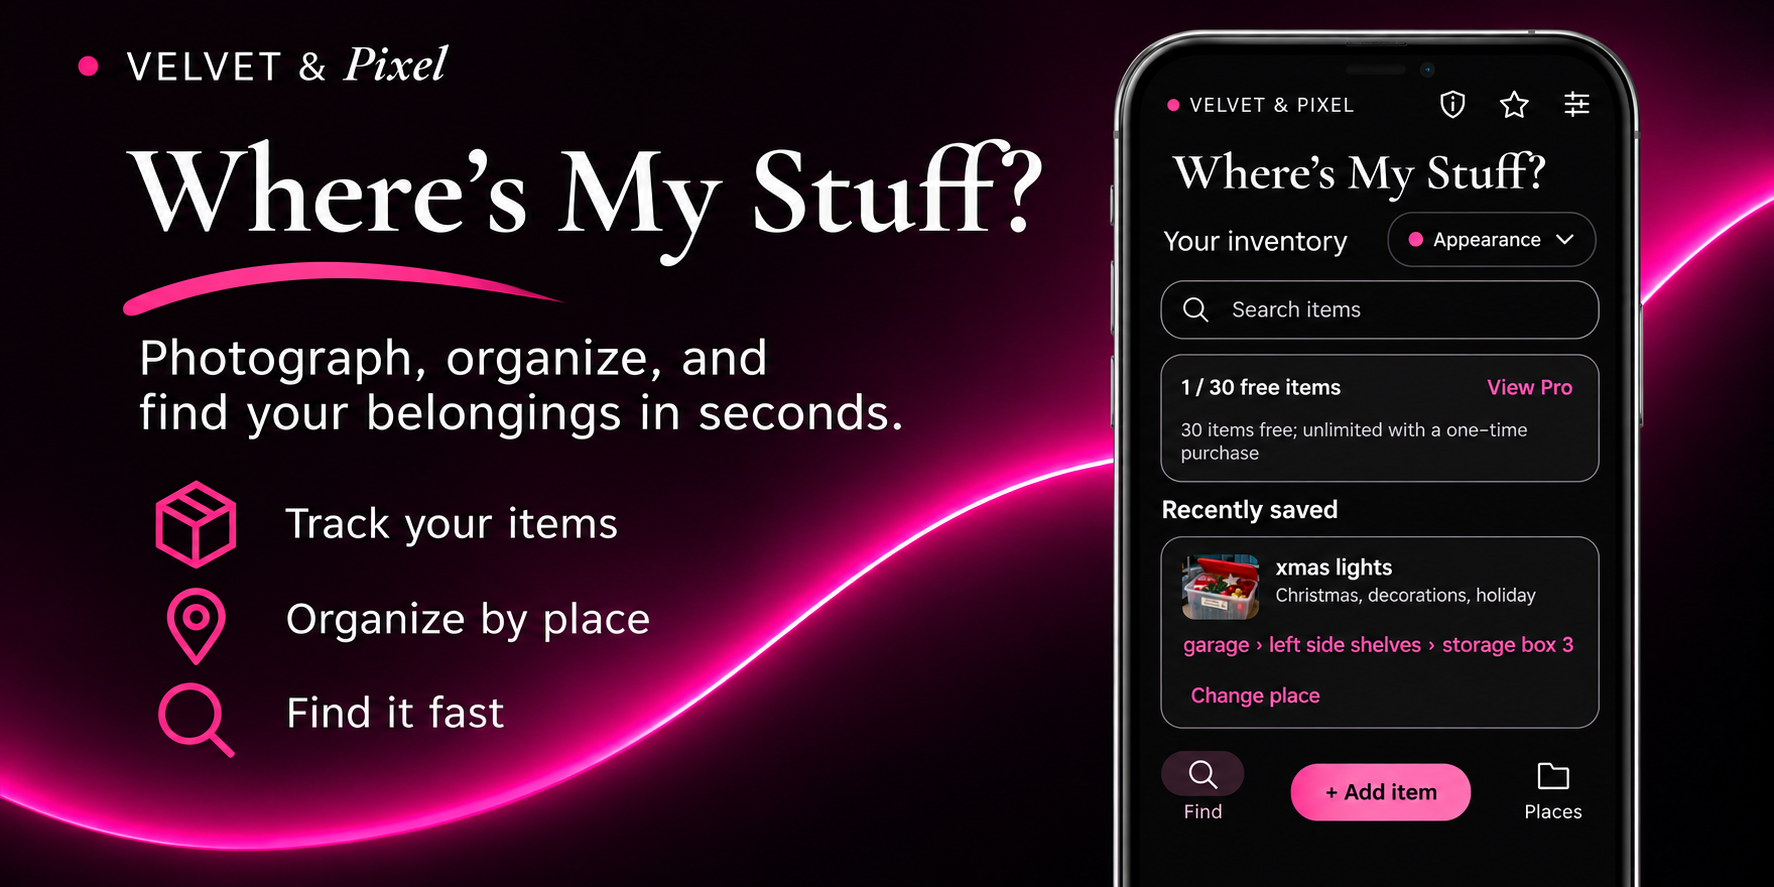 VELVET & Pixel
Where's My Stuff?
Photograph, organize, and
find your belongings in seconds.
Track your items
Organize by place
Find it fast
VELVET & PIXEL
Where's My Stuff?
Your inventory
Appearance
Search items
1 / 30 free items
View Pro
30 items free; unlimited with a one-time
purchase
Recently saved
xmas lights
Christmas, decorations, holiday
garage › left side shelves › storage box 3
Change place
Find
+ Add item
Places